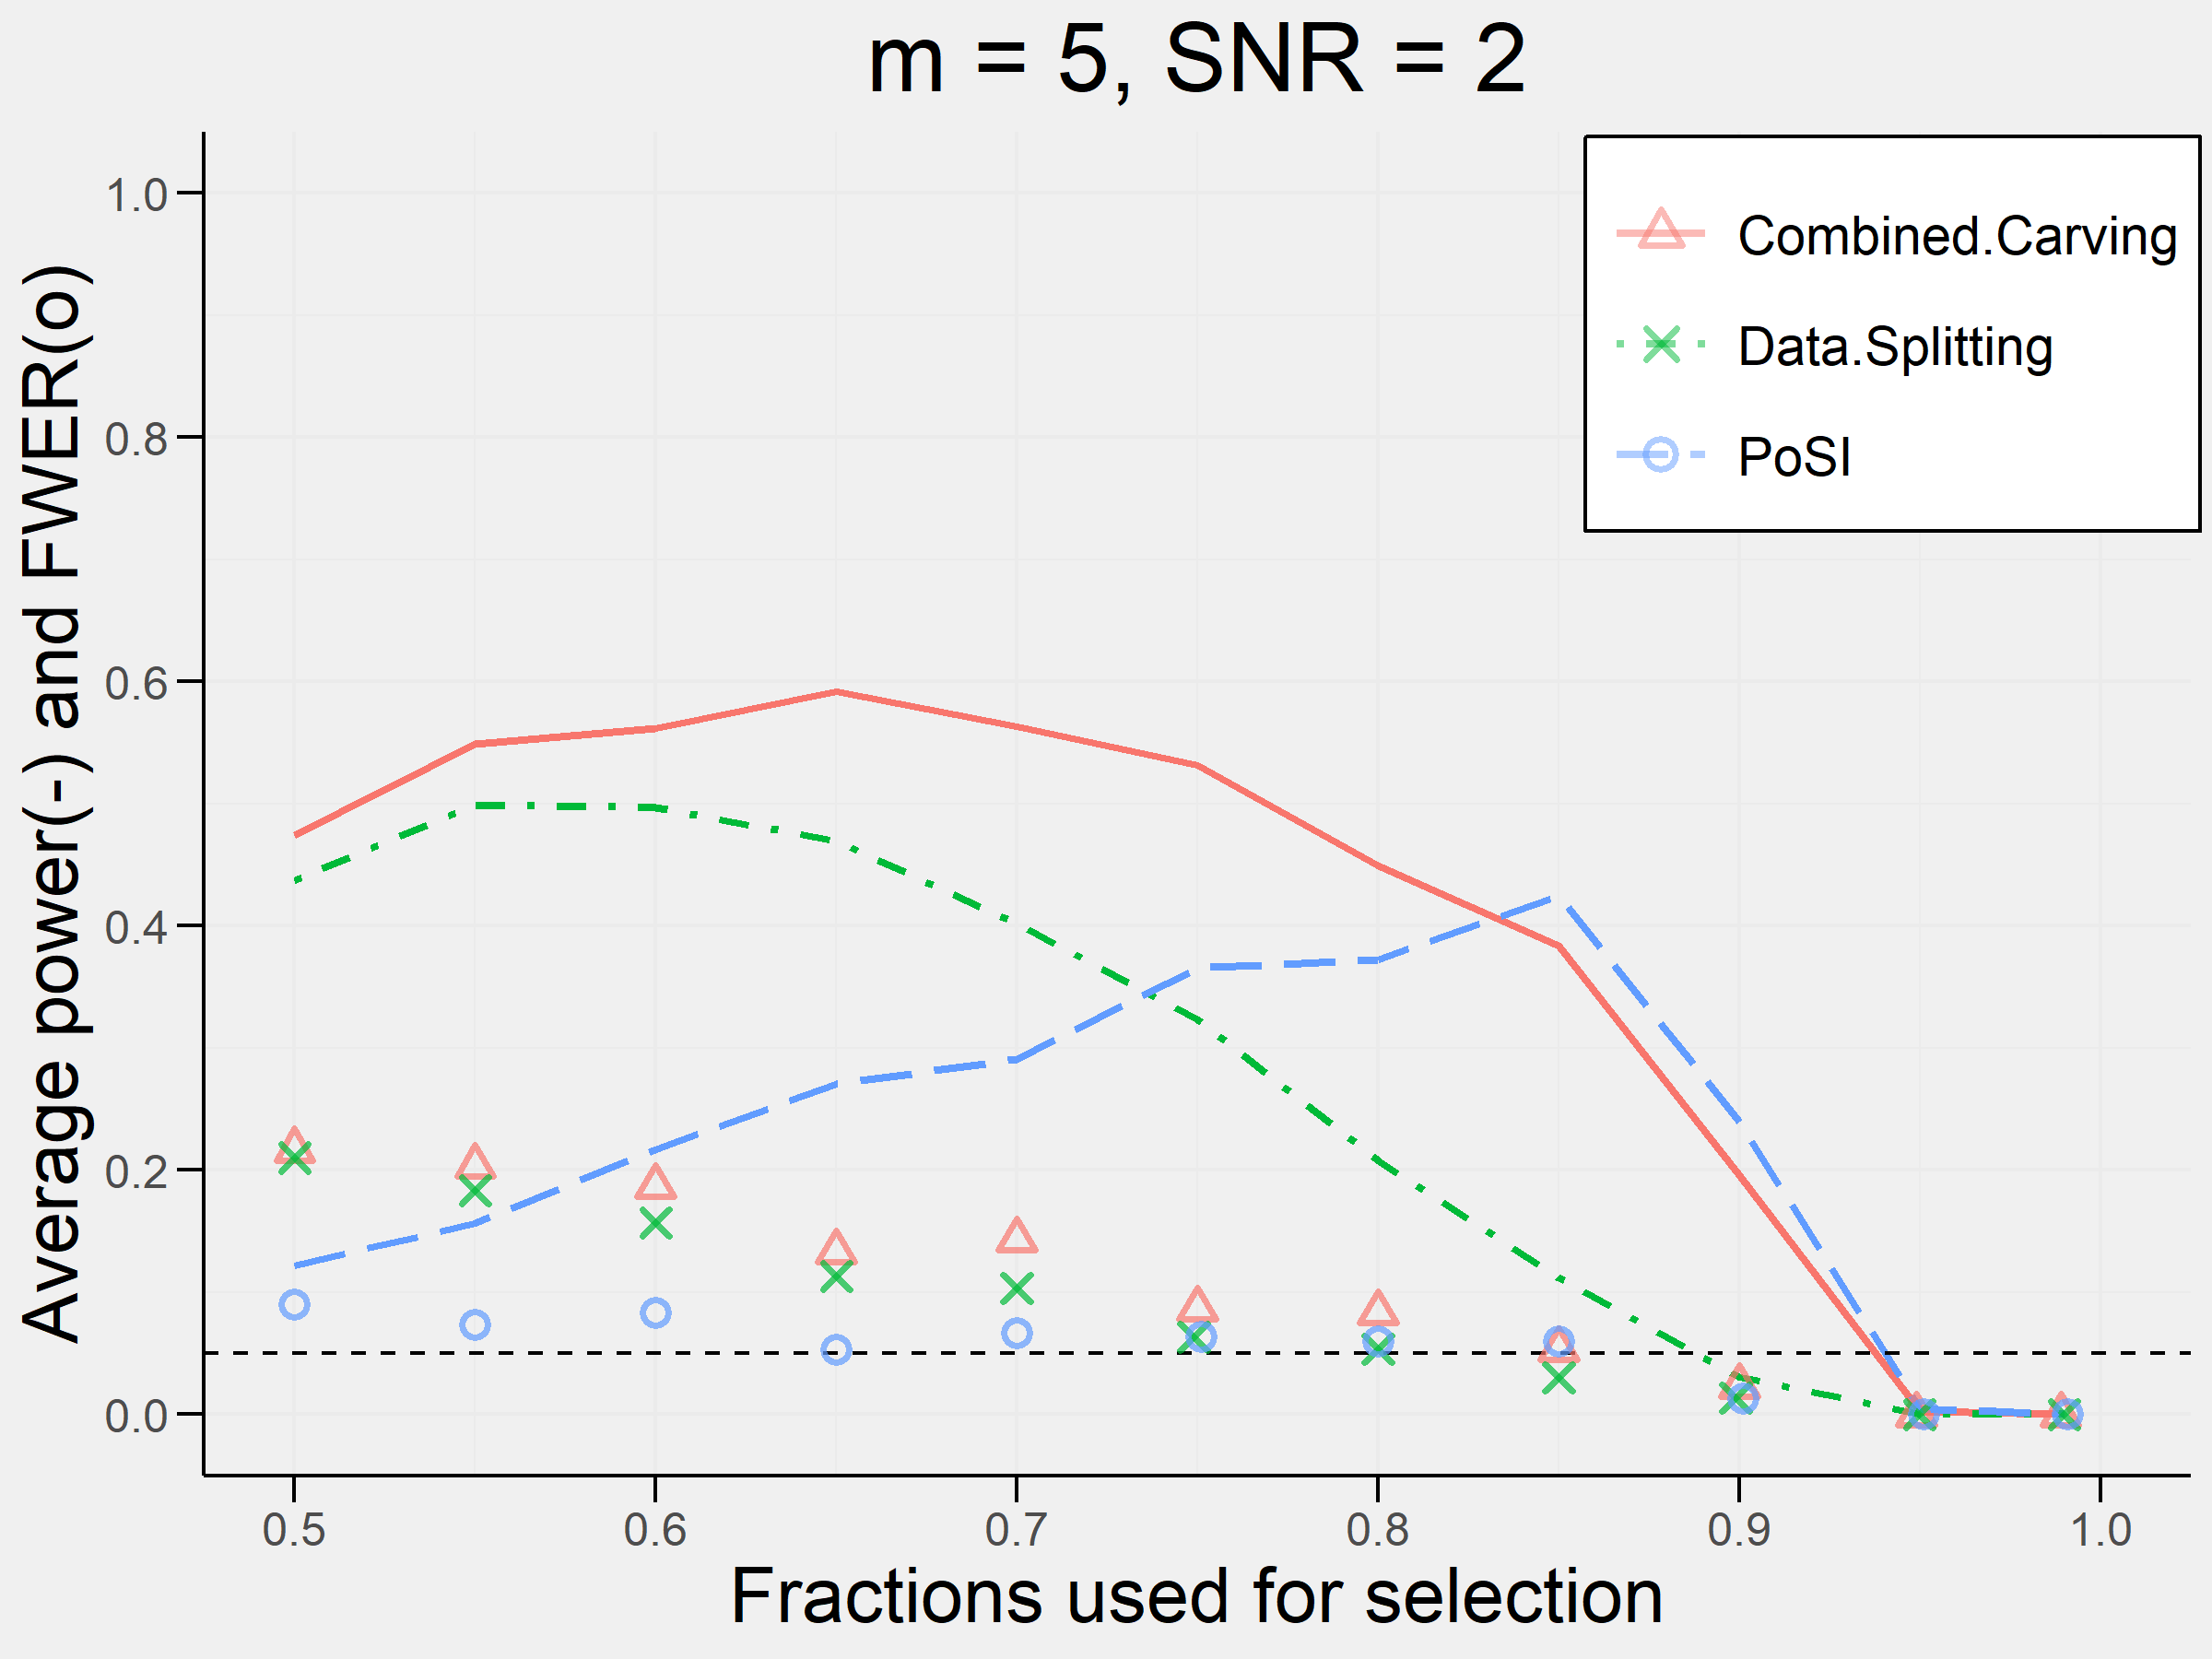 m = 5, SNR = 2
Average power(-) and FWER(o)
1.0
0.8
0.6
0.4
0.2
0.0
Combined.Carving
Data.Splitting
PoSI
0.5 0.6 0.7 0.8 0.9 1.0
Fractions used for selection